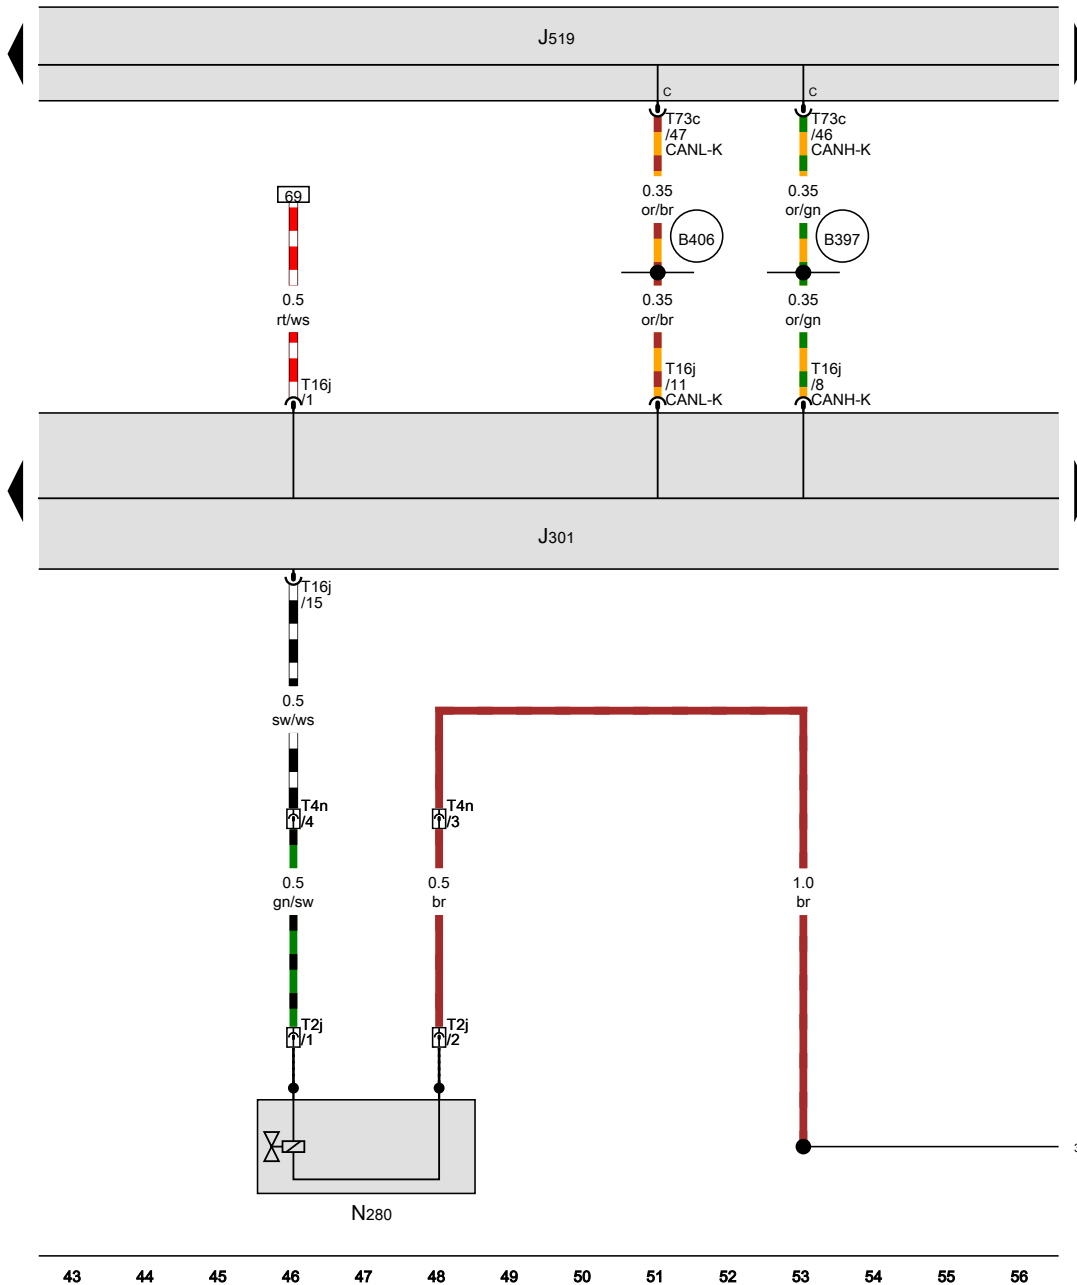 J519
c
c
T73c
/47
CANL-K
T73c
/46
CANH-K
69
0.35
or/br
0.35
or/gn
B406
B397
0.5
rt/ws
0.35
or/br
0.35
or/gn
T16j
/1
T16j
/11
CANL-K
T16j
/8
CANH-K
J301
T16j
/15
0.5
sw/ws
T4n
/4
T4n
/3
0.5
gn/sw
0.5
br
1.0
br
T2j
/1
T2j
/2
N280
43 44 45 46 47 48 49 50 51 52 53 54 55 56